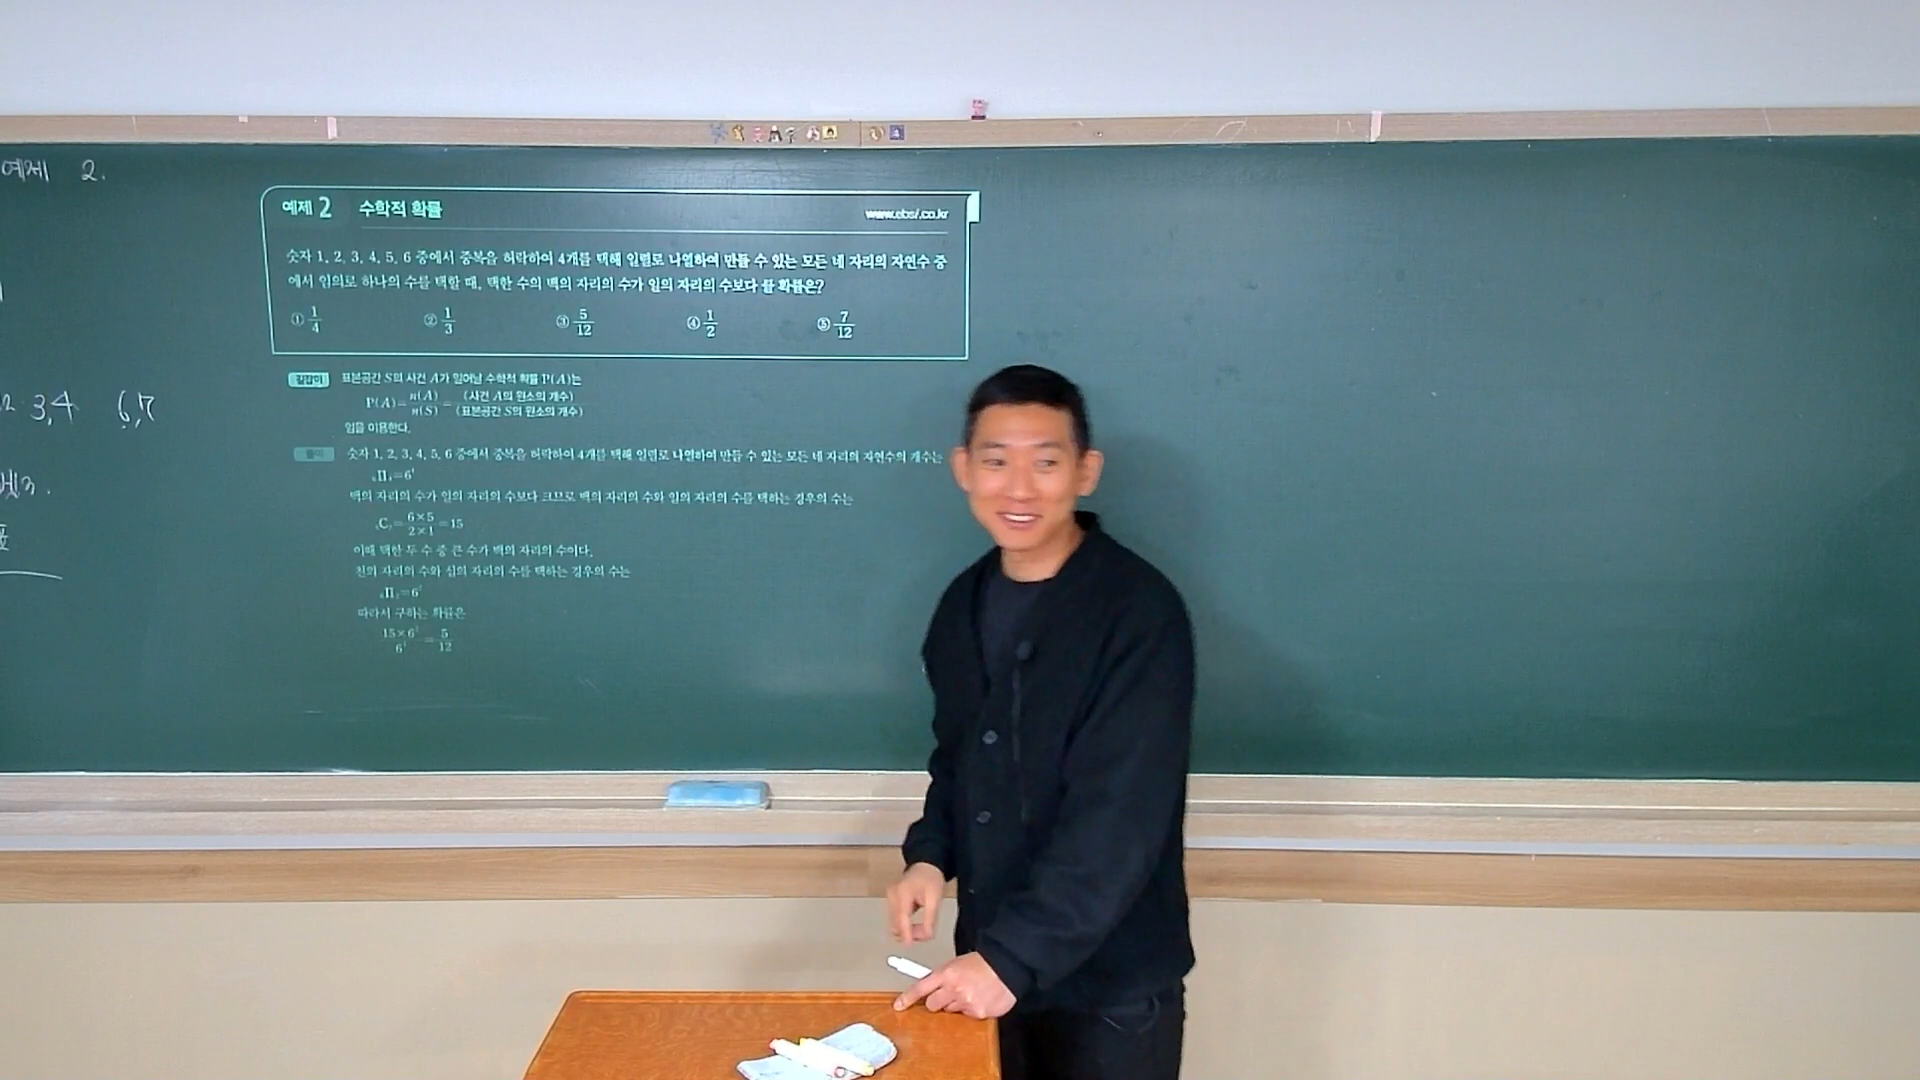 예제 2.
3,4 6,7
예제 2 수학적 확률
www.ebsi.co.kr
숫자 1, 2, 3, 4, 5, 6 중에서 중복을 허락하여 4개를 택해 일렬로 나열하여 만들 수 있는 모든 네 자리의 자연수 중
에서 임의로 하나의 수를 택할 때, 택한 수의 백의 자리의 수가 일의 자리의 수보다 클 확률은?
① 1/4 ② 1/3 ③ 5/12 ④ 1/2 ⑤ 7/12
길잡이 표본공간 S의 사건 A가 일어날 수학적 확률 P(A)는
P(A)=n(A)/n(S)=(사건 A의 원소의 개수)/(표본공간 S의 원소의 개수)
임을 이용한다.
풀이 숫자 1, 2, 3, 4, 5, 6 중에서 중복을 허락하여 4개를 택해 일렬로 나열하여 만들 수 있는 모든 네 자리의 자연수의 개수는
₆Π₄=6⁴
백의 자리의 수가 일의 자리의 수보다 크므로 백의 자리의 수와 일의 자리의 수를 택하는 경우의 수는
₆C₂=6×5/2×1=15
이때 택한 두 수 중 큰 수가 백의 자리의 수이다.
천의 자리의 수와 십의 자리의 수를 택하는 경우의 수는
₆Π₂=6²
따라서 구하는 확률은
15×6²/6⁴=5/12